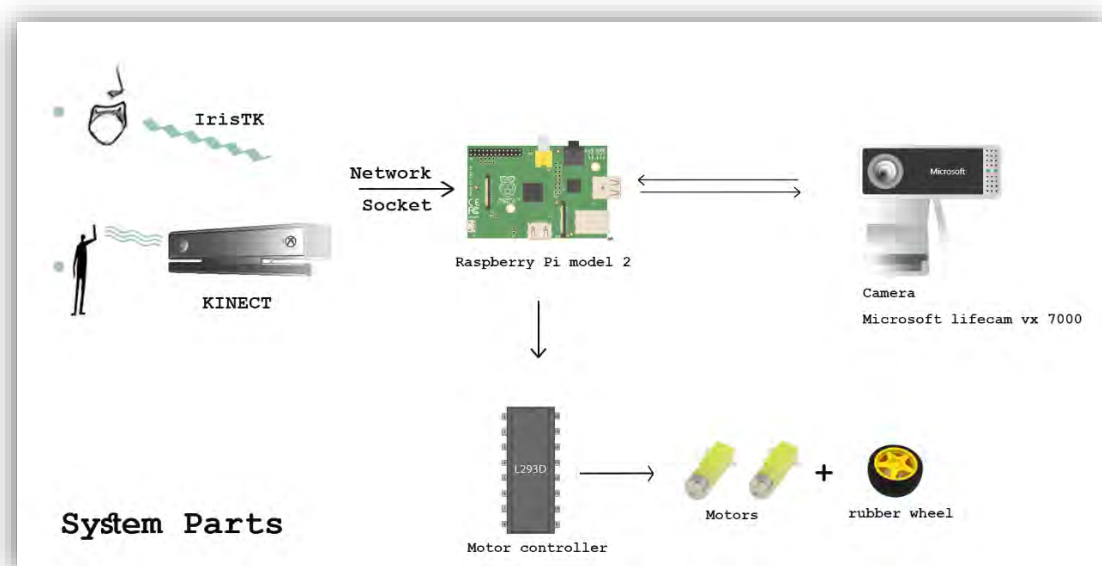 IrisTK
Network
Socket
KINECT
Raspberry Pi model 2
Microsoft
Camera
Microsoft lifecam vx 7000
L293D
Motors
rubber wheel
Motor controller
System Parts